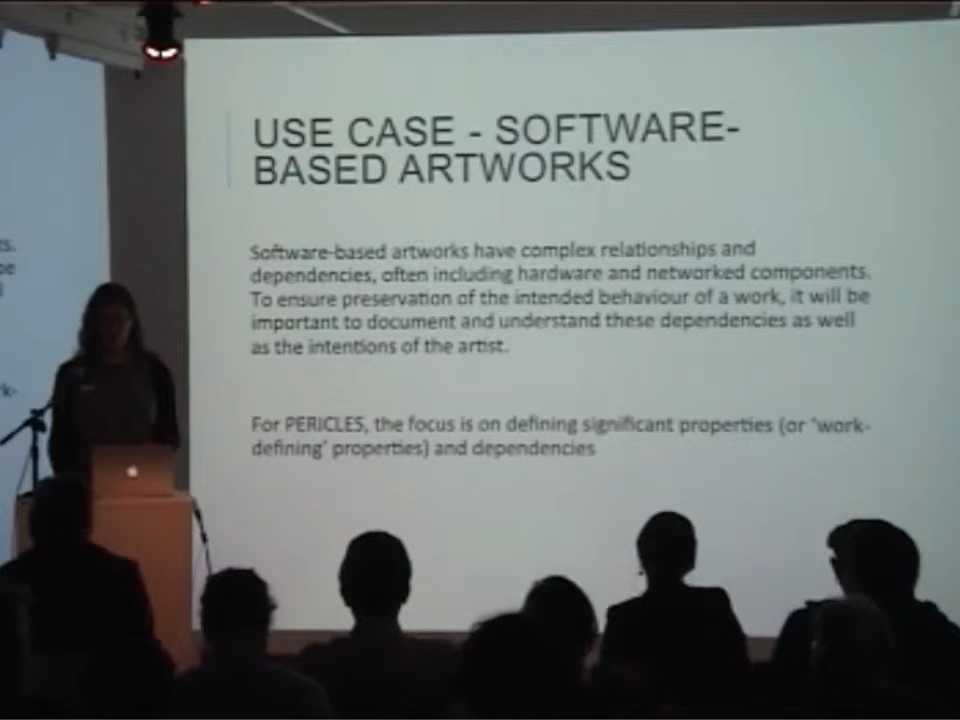 USE CASE - SOFTWARE-
BASED ARTWORKS
Software-based artworks have complex relationships and
dependencies, often including hardware and networked components.
To ensure preservation of the intended behaviour of a work, it will be
important to document and understand these dependencies as well
as the intentions of the artist.
For PERICLES, the focus is on defining significant properties (or 'work-
defining' properties) and dependencies